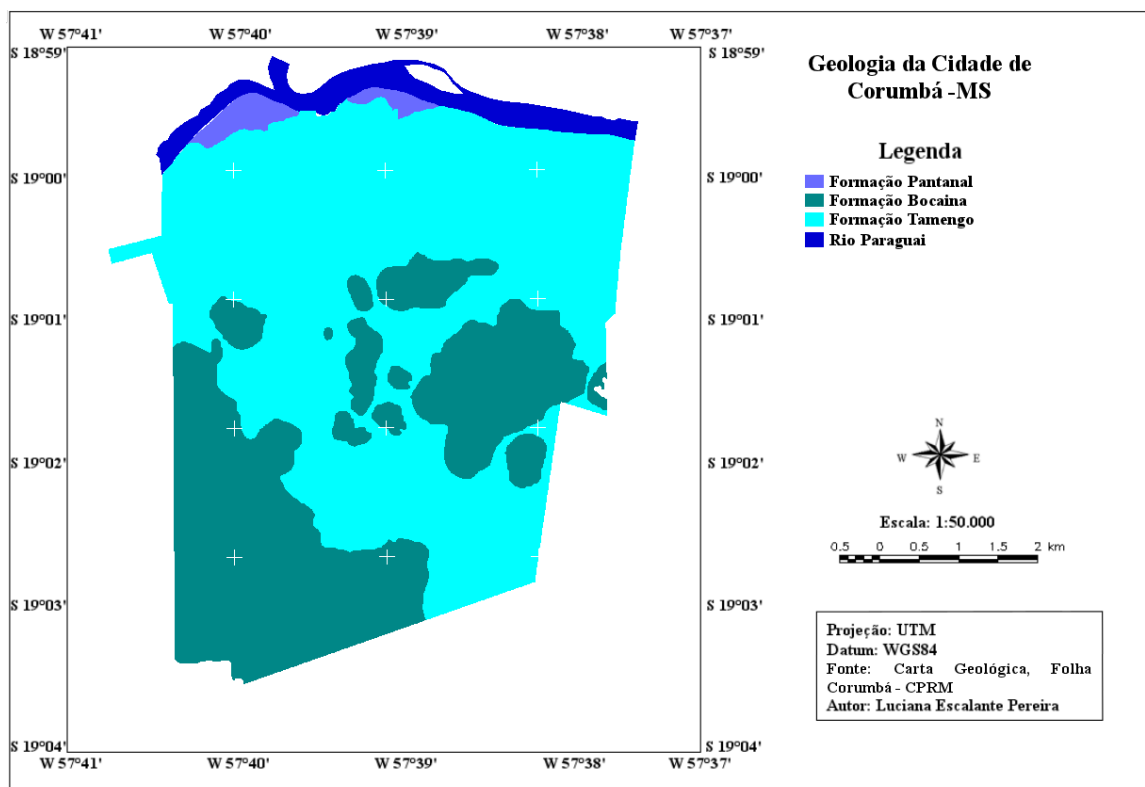 W 57°41' W 57°40' W 57°39' W 57°38' W 57°37'
S 18°59' S 18°59'
S 19°00' S 19°00'
S 19°01' S 19°01'
S 19°02' S 19°02'
S 19°03' S 19°03'
S 19°04' S 19°04'
W 57°41' W 57°40' W 57°39' W 57°38' W 57°37'
Geologia da Cidade de
Corumbá -MS
Legenda
Formação Pantanal
Formação Bocaina
Formação Tamengo
Rio Paraguai
N
W E
S
Escala: 1:50.000
0.5 0 0.5 1 1.5 2 km
Projeção: UTM
Datum: WGS84
Fonte: Carta Geológica, Folha
Corumbá - CPRM
Autor: Luciana Escalante Pereira